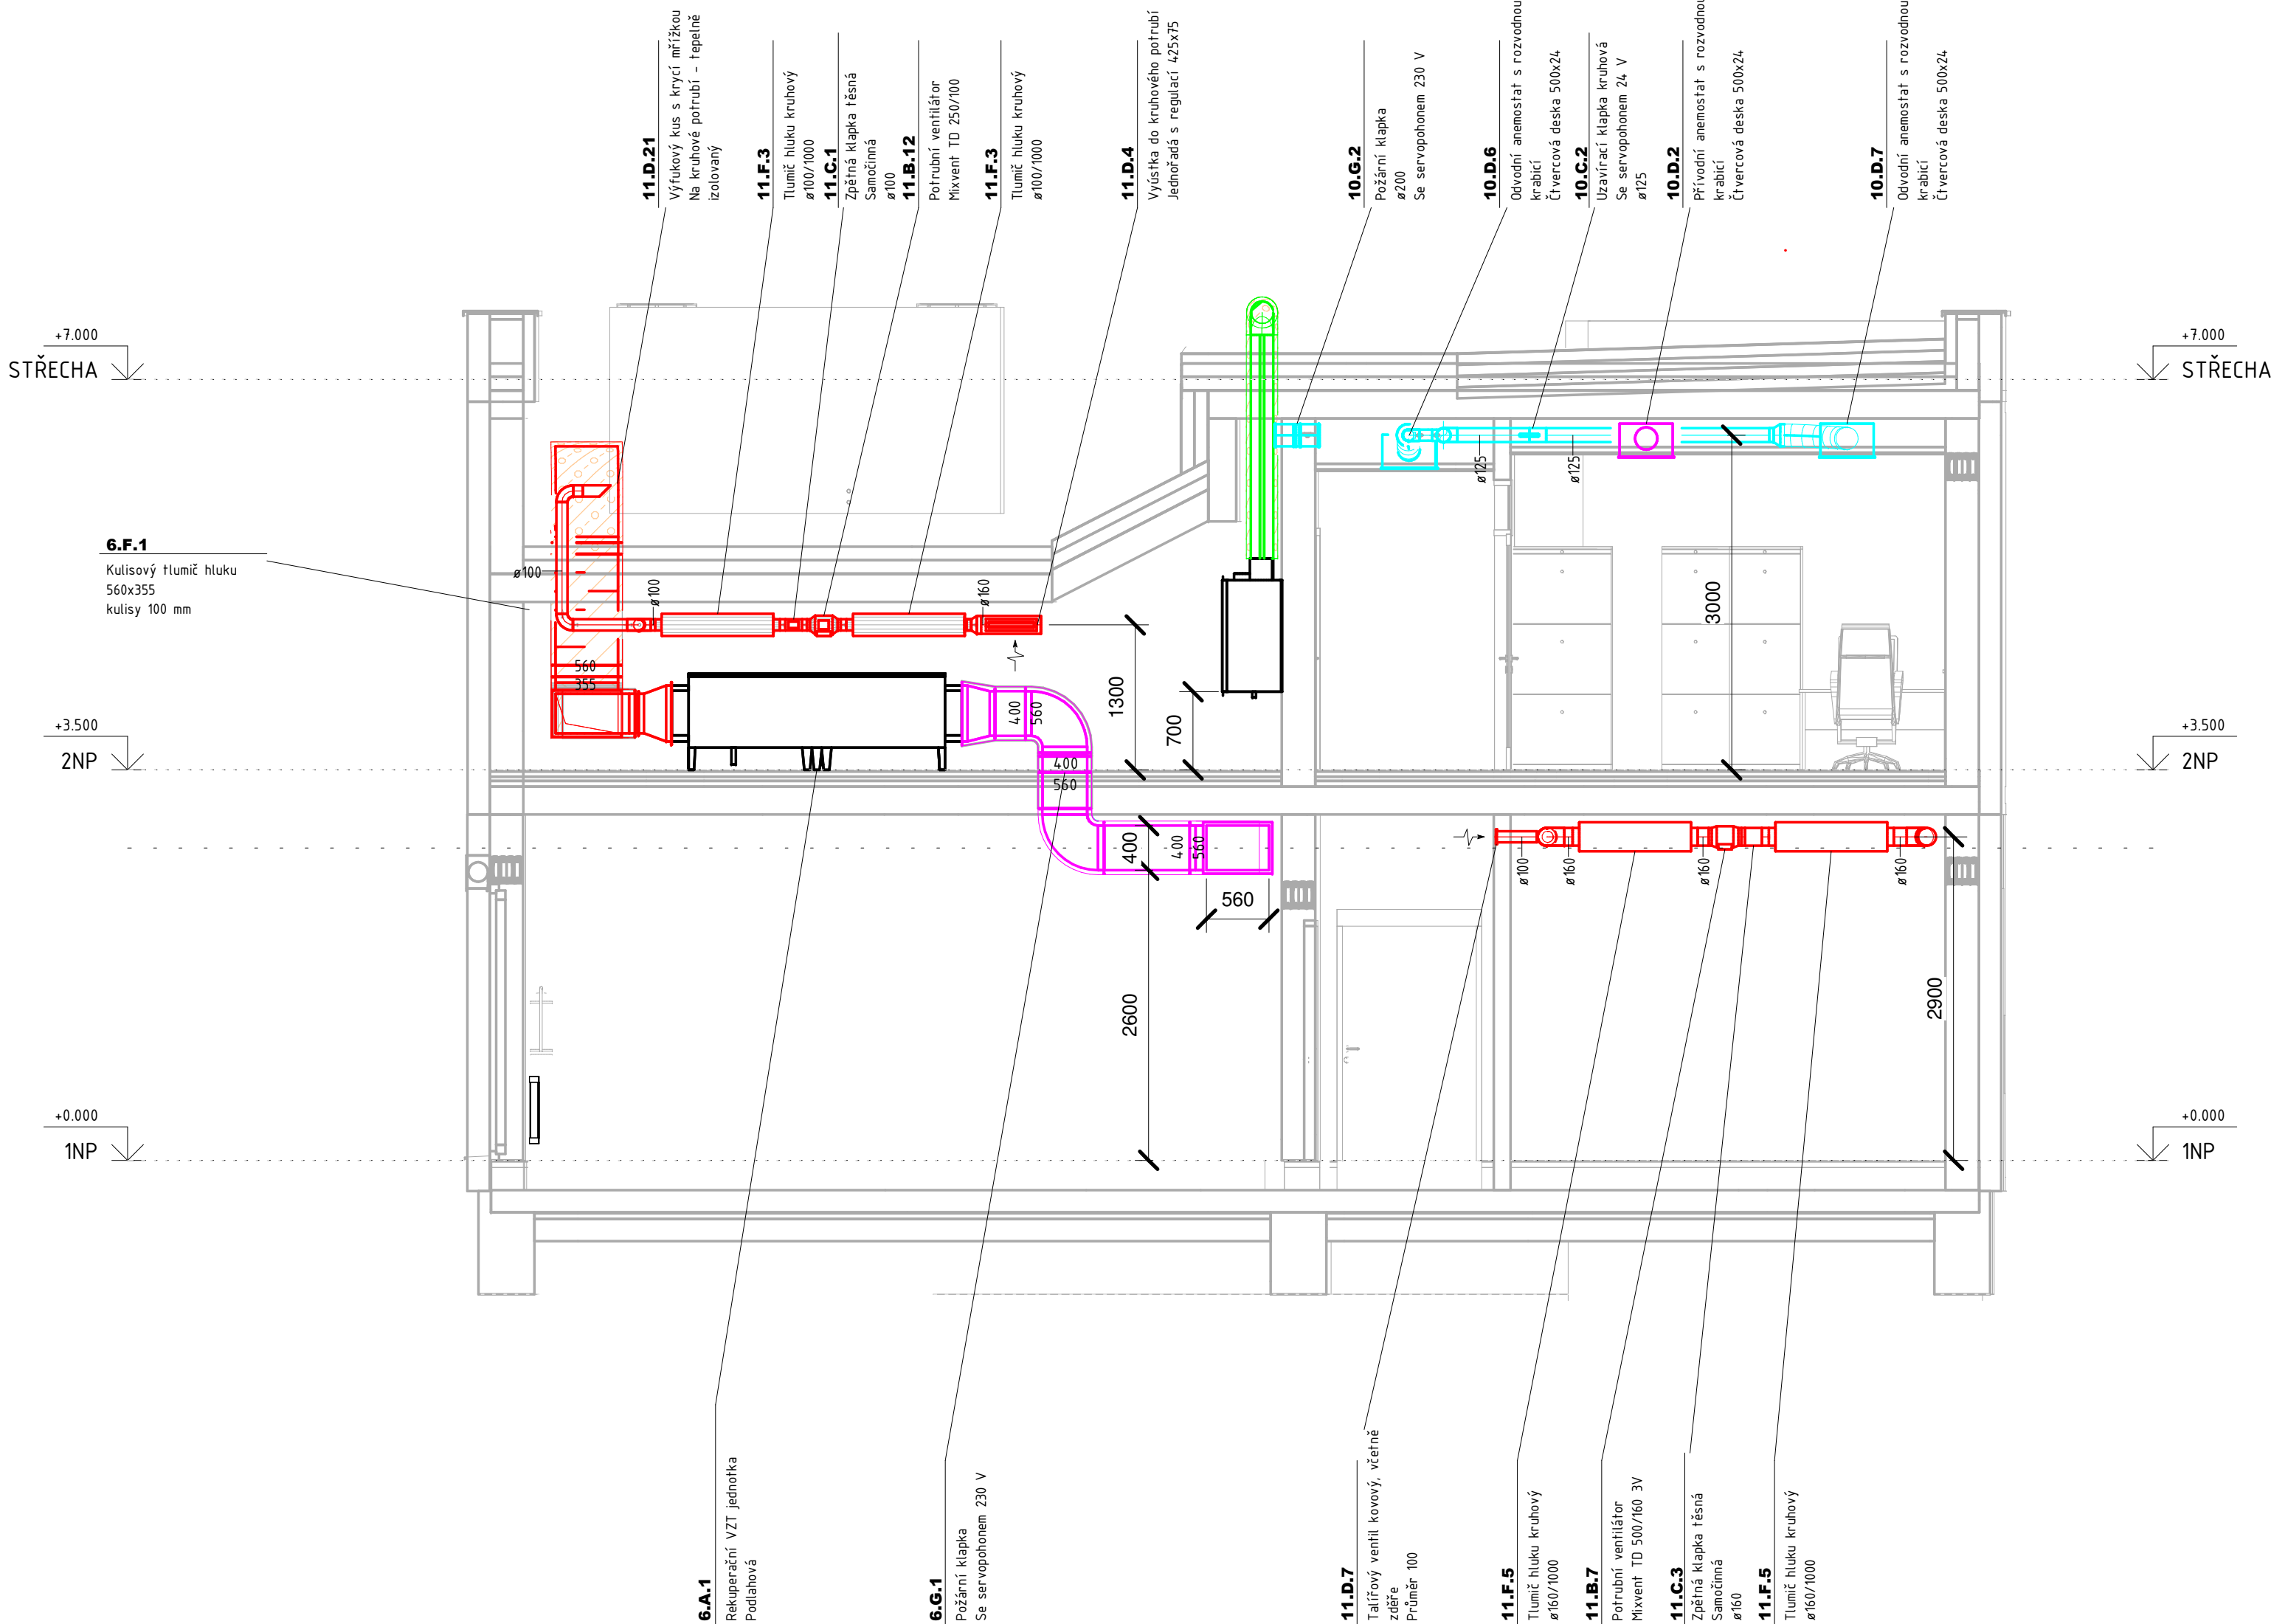 11.D.21
Výfukový kus s krycí mřížkou
Na kruhové potrubí - tepelně
izolovaný
11.F.3
Tlumič hluku kruhový
ø100/1000
11.C.1
Zpětná klapka těsná
Samočinná
ø100
11.B.12
Potrubní ventilátor
Mixvent TD 250/100
11.F.3
Tlumič hluku kruhový
ø100/1000
11.D.4
Vyústka do kruhového potrubí
Jednořadá s regulací 425x75
10.G.2
Požární klapka
ø200
Se servopohonem 230 V
10.D.6
Odvodní anemostat s rozvodnou
krabicí
Čtvercová deska 500x24
10.C.2
Uzavírací klapka kruhová
Se servopohonem 24 V
ø125
10.D.2
Přívodní anemostat s rozvodnou
krabicí
Čtvercová deska 500x24
10.D.7
Odvodní anemostat s rozvodnou
krabicí
Čtvercová deska 500x24
+7.000
STŘECHA
+7.000
STŘECHA
ø125
ø125
6.F.1
Kulisový tlumič hluku
560x355
kulisy 100 mm
ø100
ø100
ø160
3000
560
355
1300
700
400
560
+3.500
2NP
+3.500
2NP
400
560
400
400
560
560
ø100
ø160
ø160
ø160
2600
2900
+0.000
1NP
+0.000
1NP
6.A.1
Rekuperační VZT jednotka
Podlahová
6.G.1
Požární klapka
Se servopohonem 230 V
11.D.7
Talířový ventil kovový, včetně
zděře
Průměr 100
11.F.5
Tlumič hluku kruhový
ø160/1000
11.B.7
Potrubní ventilátor
Mixvent TD 500/160 3V
11.C.3
Zpětná klapka těsná
Samočinná
ø160
11.F.5
Tlumič hluku kruhový
ø160/1000